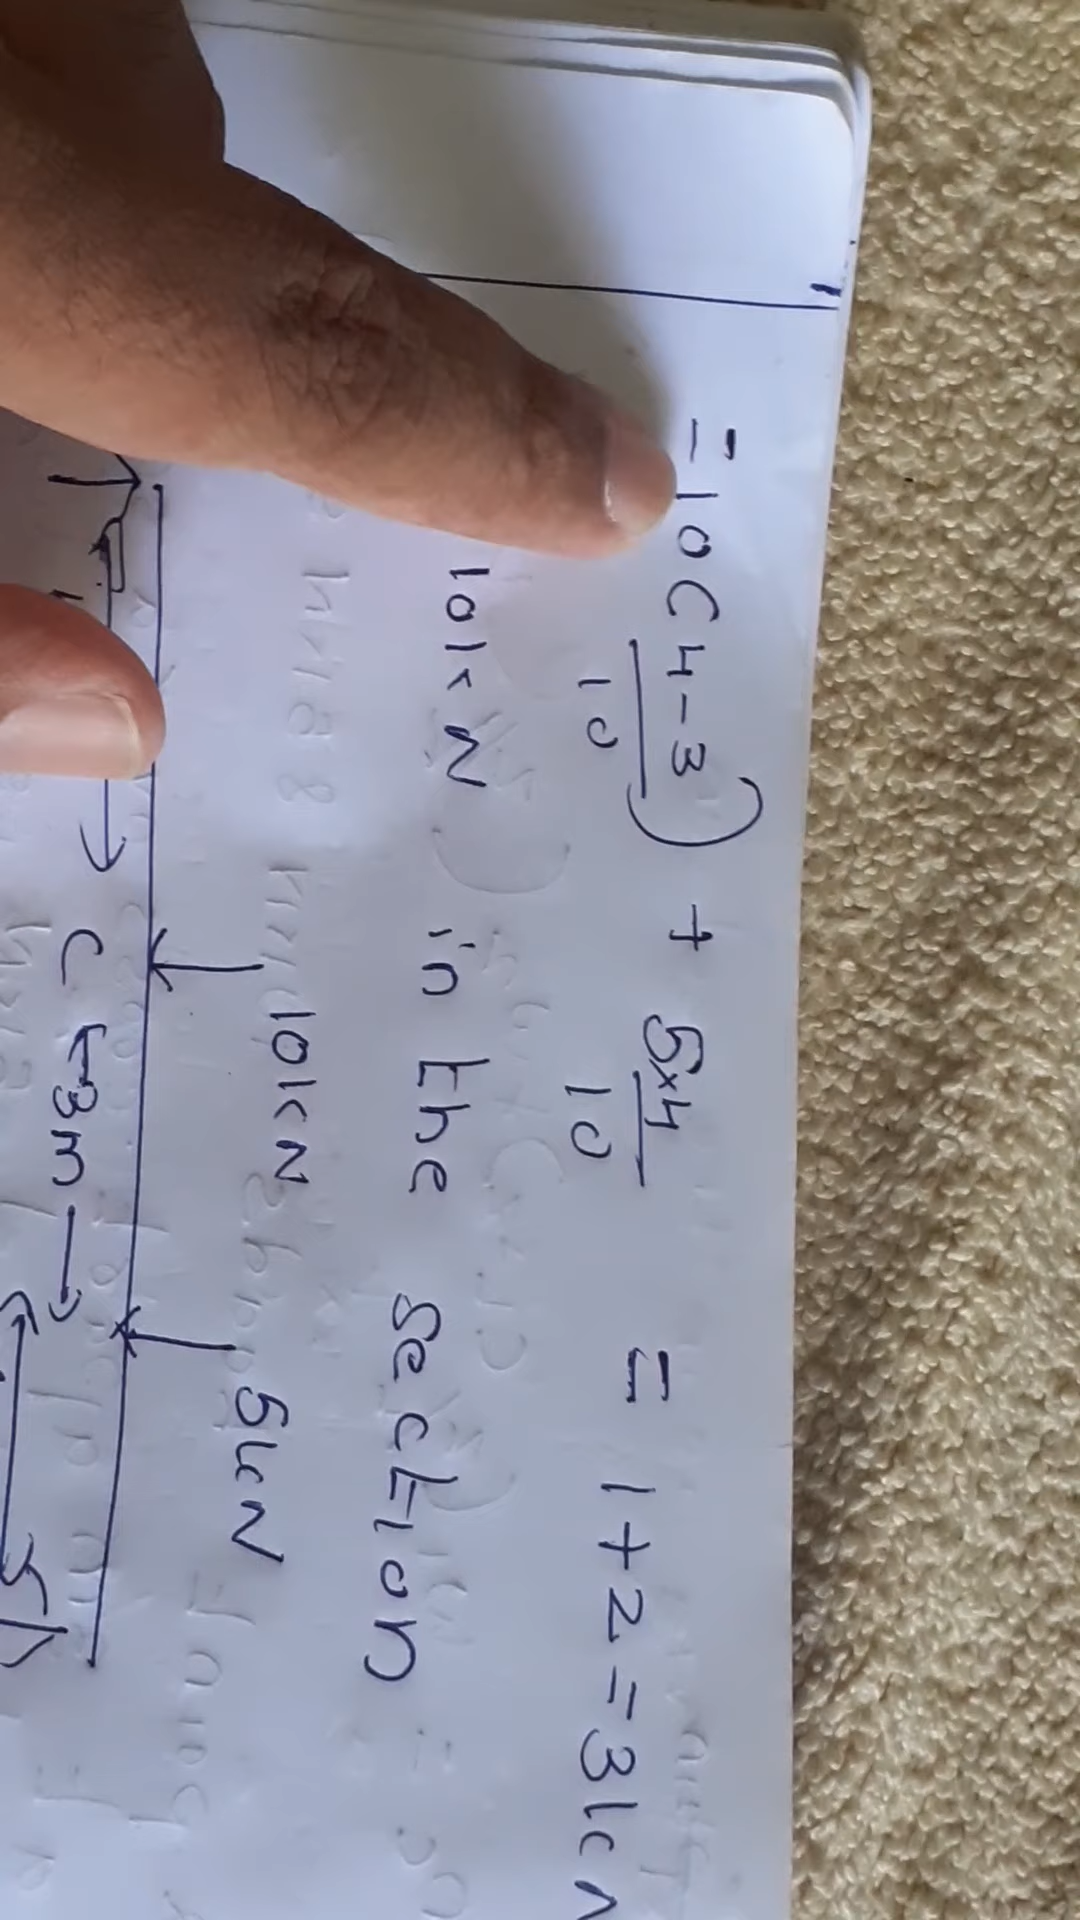 = 10(4-3)/10 + 5×4/10 = 1+2=3kN
10kN in the section
10kN 5kN
C 3m